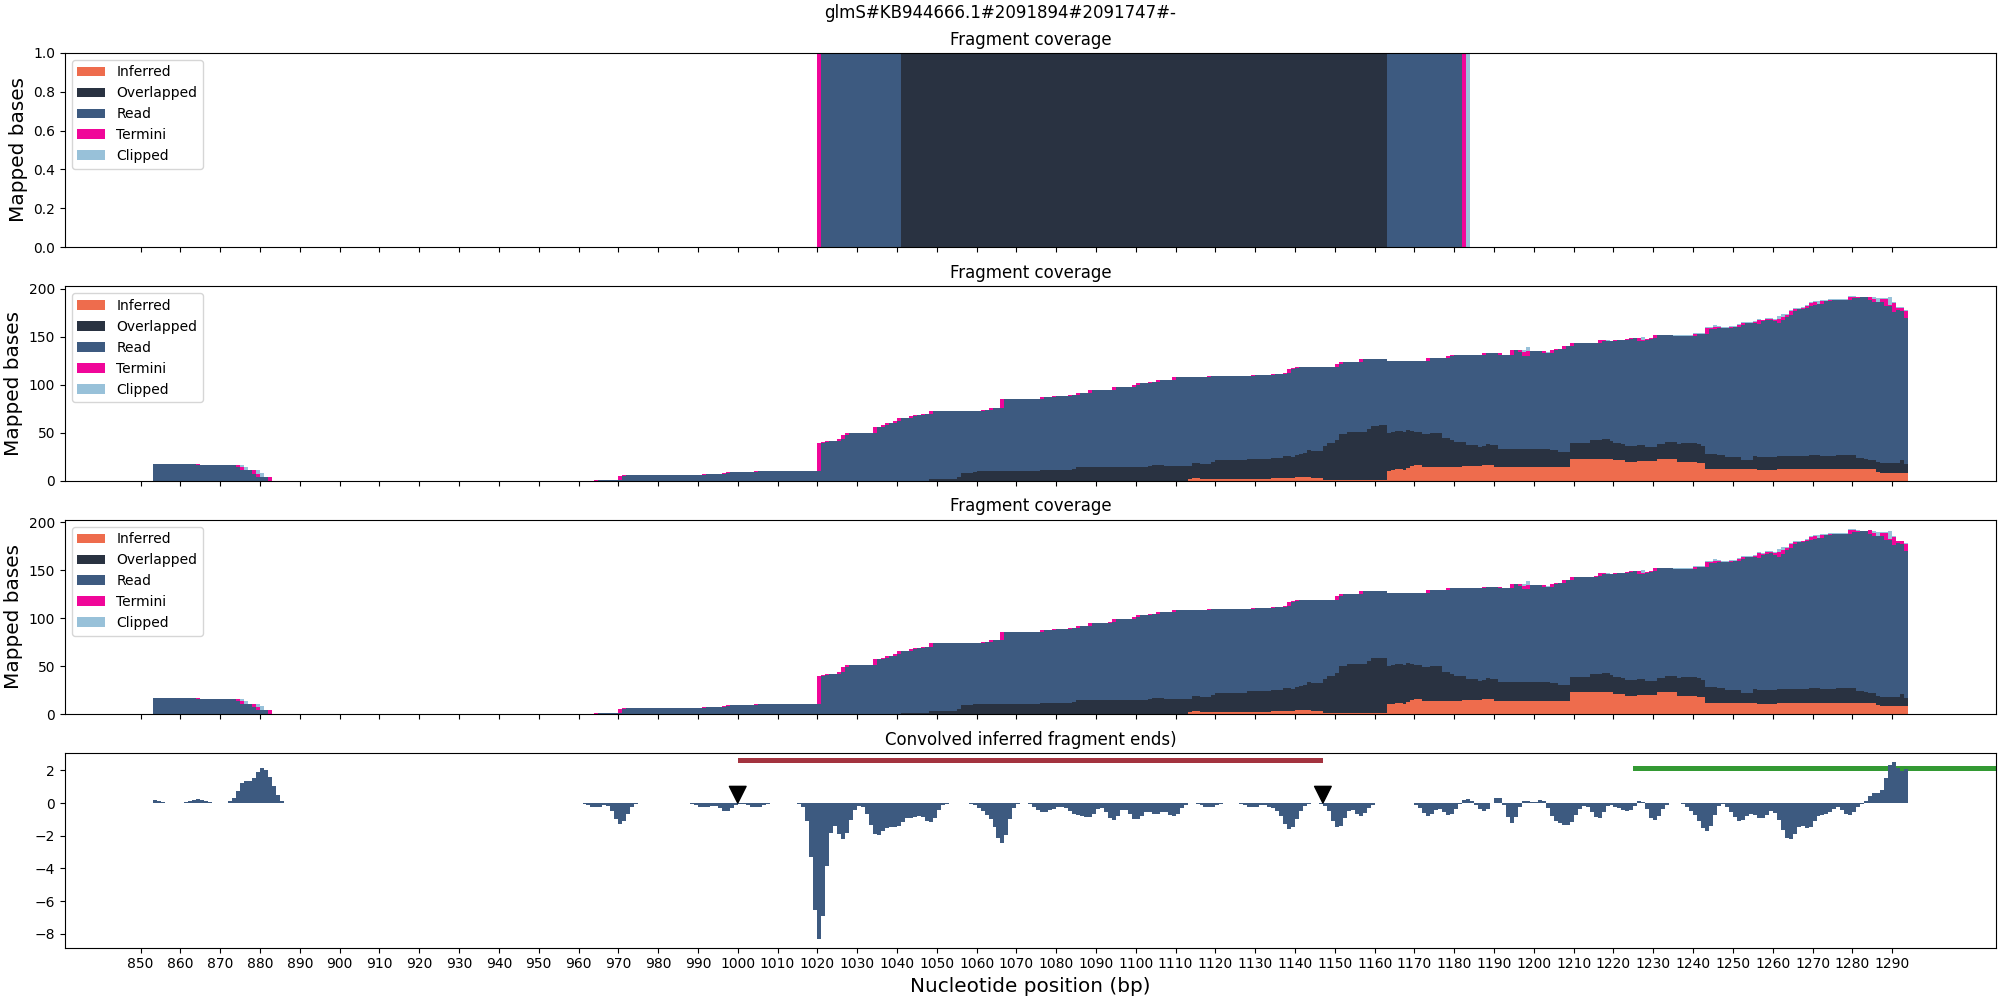 glmS#KB944666.1#2091894#2091747#-
Fragment coverage
Mapped bases
1.0
0.8
0.6
0.4
0.2
0.0
Inferred
Overlapped
Read
Termini
Clipped
Fragment coverage
Mapped bases
200
150
100
50
0
Inferred
Overlapped
Read
Termini
Clipped
Fragment coverage
Mapped bases
200
150
100
50
0
Inferred
Overlapped
Read
Termini
Clipped
Convolved inferred fragment ends)
2
0
−2
−4
−6
−8
850 860 870 880 890 900 910 920 930 940 950 960 970 980 990 1000 1010 1020 1030 1040 1050 1060 1070 1080 1090 1100 1110 1120 1130 1140 1150 1160 1170 1180 1190 1200 1210 1220 1230 1240 1250 1260 1270 1280 1290
Nucleotide position (bp)